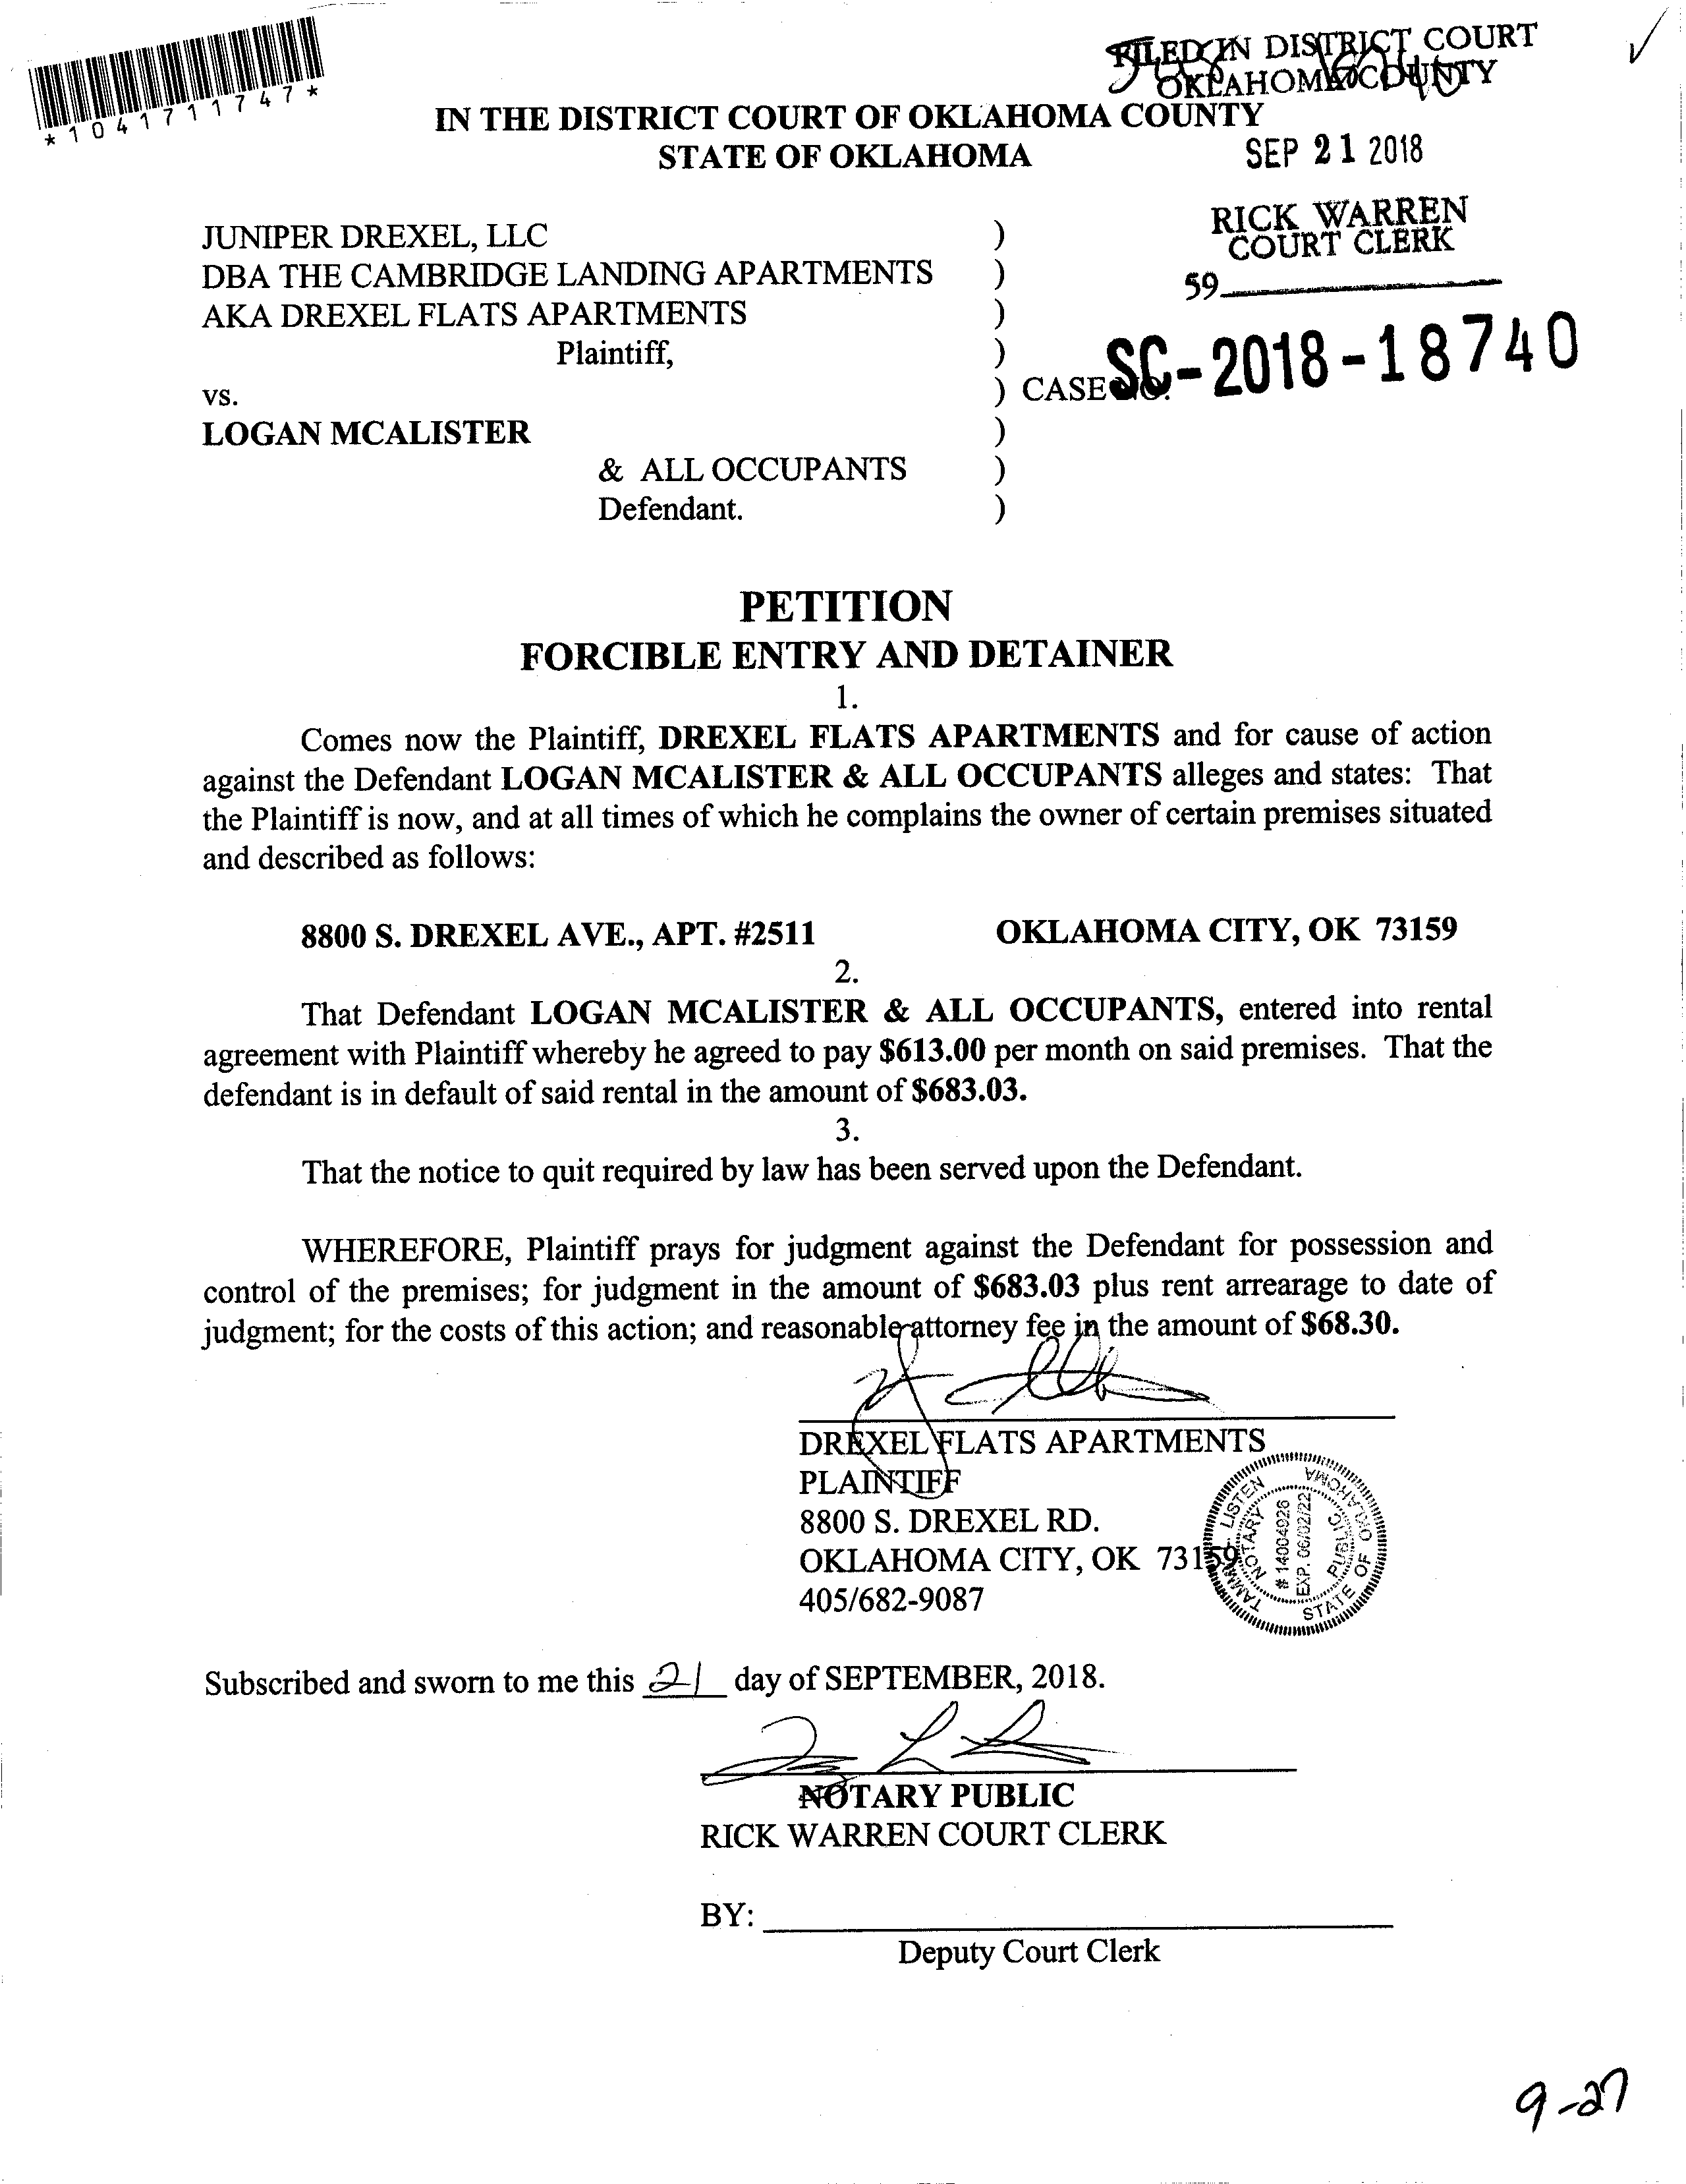 *1041711747*
FILED IN DISTRICT COURT
OKLAHOMA COUNTY
IN THE DISTRICT COURT OF OKLAHOMA COUNTY
STATE OF OKLAHOMA
SEP 21 2018
RICK WARREN
COURT CLERK
59
JUNIPER DREXEL, LLC )
DBA THE CAMBRIDGE LANDING APARTMENTS )
AKA DREXEL FLATS APARTMENTS )
Plaintiff, )
vs. ) CASE NO. SC-2018-18740
LOGAN MCALISTER )
& ALL OCCUPANTS )
Defendant. )
PETITION
FORCIBLE ENTRY AND DETAINER
1.
Comes now the Plaintiff, DREXEL FLATS APARTMENTS and for cause of action
against the Defendant LOGAN MCALISTER & ALL OCCUPANTS alleges and states: That
the Plaintiff is now, and at all times of which he complains the owner of certain premises situated
and described as follows:
8800 S. DREXEL AVE., APT. #2511 OKLAHOMA CITY, OK 73159
2.
That Defendant LOGAN MCALISTER & ALL OCCUPANTS, entered into rental
agreement with Plaintiff whereby he agreed to pay $613.00 per month on said premises. That the
defendant is in default of said rental in the amount of $683.03.
3.
That the notice to quit required by law has been served upon the Defendant.
WHEREFORE, Plaintiff prays for judgment against the Defendant for possession and
control of the premises; for judgment in the amount of $683.03 plus rent arrearage to date of
judgment; for the costs of this action; and reasonable attorney fee in the amount of $68.30.
DREXEL FLATS APARTMENTS
PLAINTIFF
8800 S. DREXEL RD.
OKLAHOMA CITY, OK 73159
405/682-9087
LISTEN
NOTARY PUBLIC
# 14004026
EXP. 06/02/22
STATE OF OKLAHOMA
Subscribed and sworn to me this 21 day of SEPTEMBER, 2018.
NOTARY PUBLIC
RICK WARREN COURT CLERK
BY:
Deputy Court Clerk
9-27